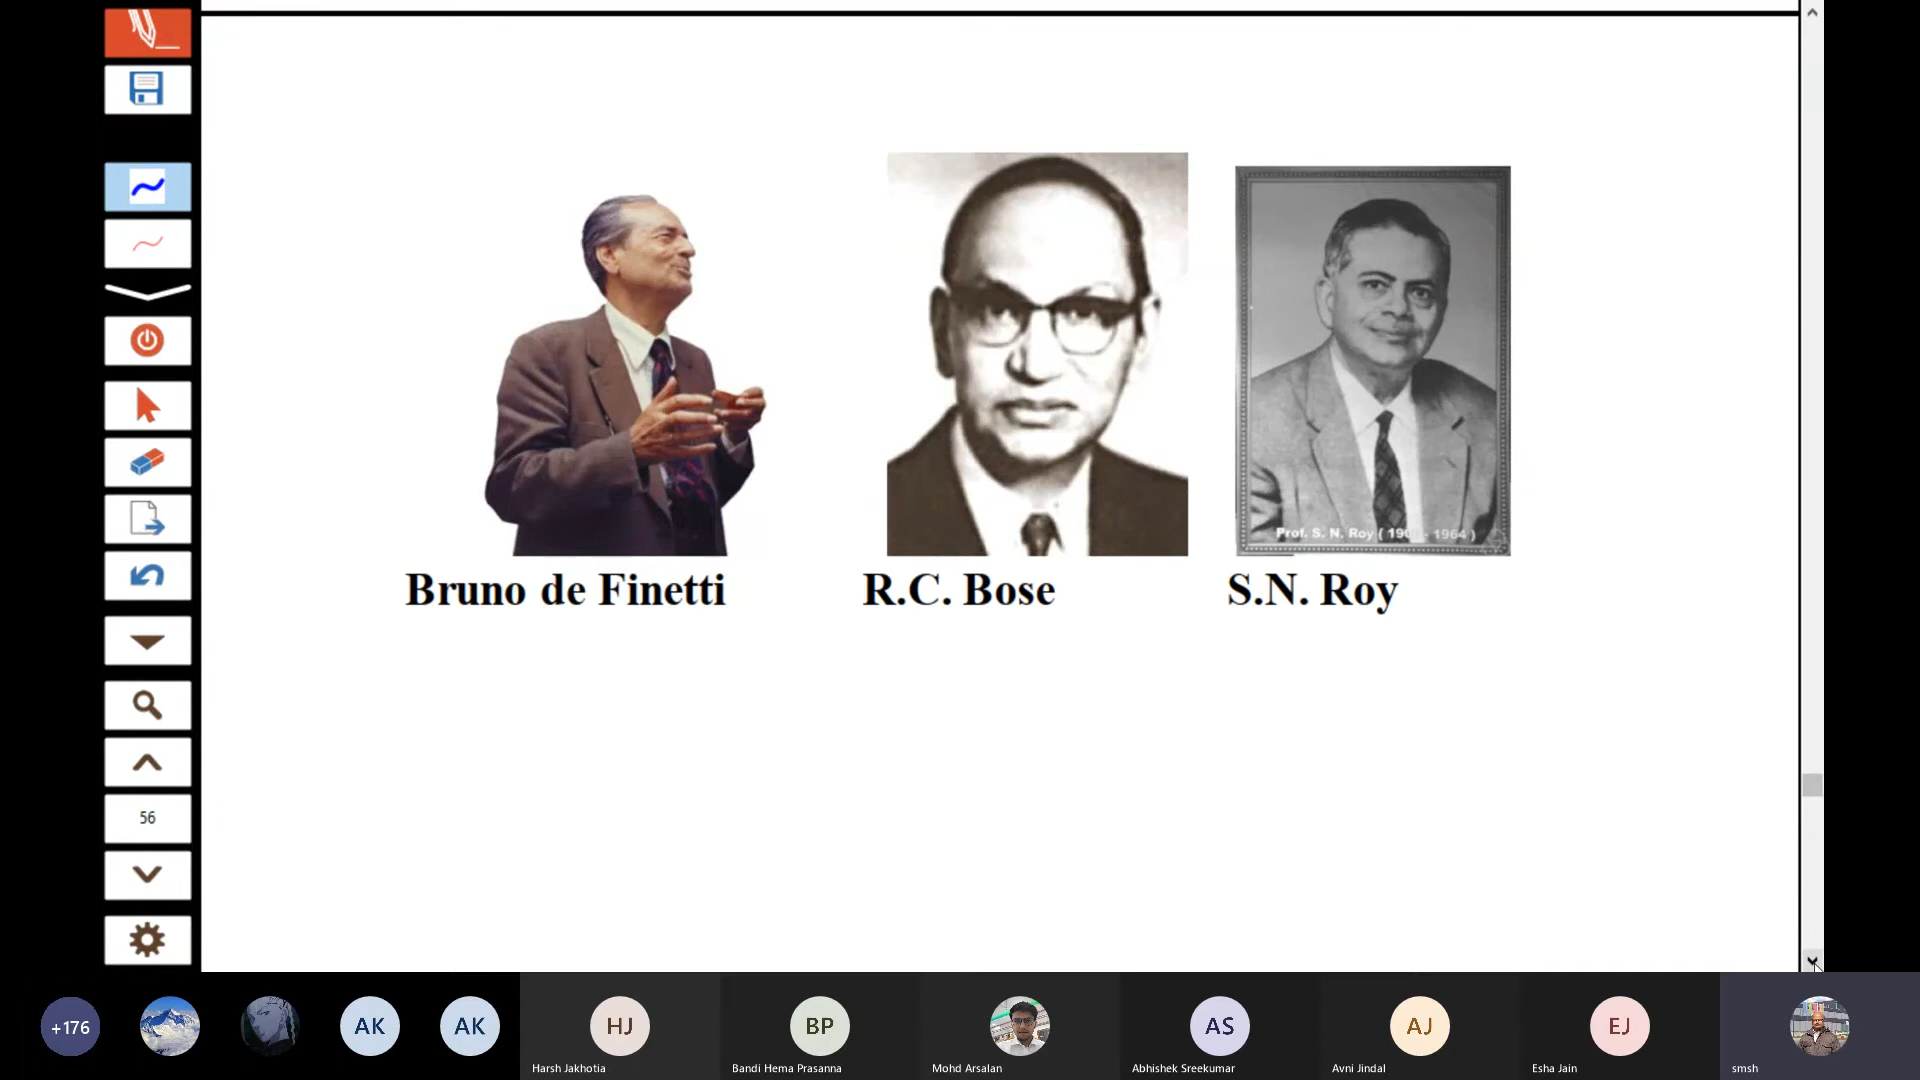 Prof. S. N. Roy ( 190 - 1964 )
Bruno de Finetti R.C. Bose S.N. Roy
56
+176 AK AK HJ BP AS AJ EJ
Harsh Jakhotia Bandi Hema Prasanna Mohd Arsalan Abhishek Sreekumar Avni Jindal Esha Jain smsh